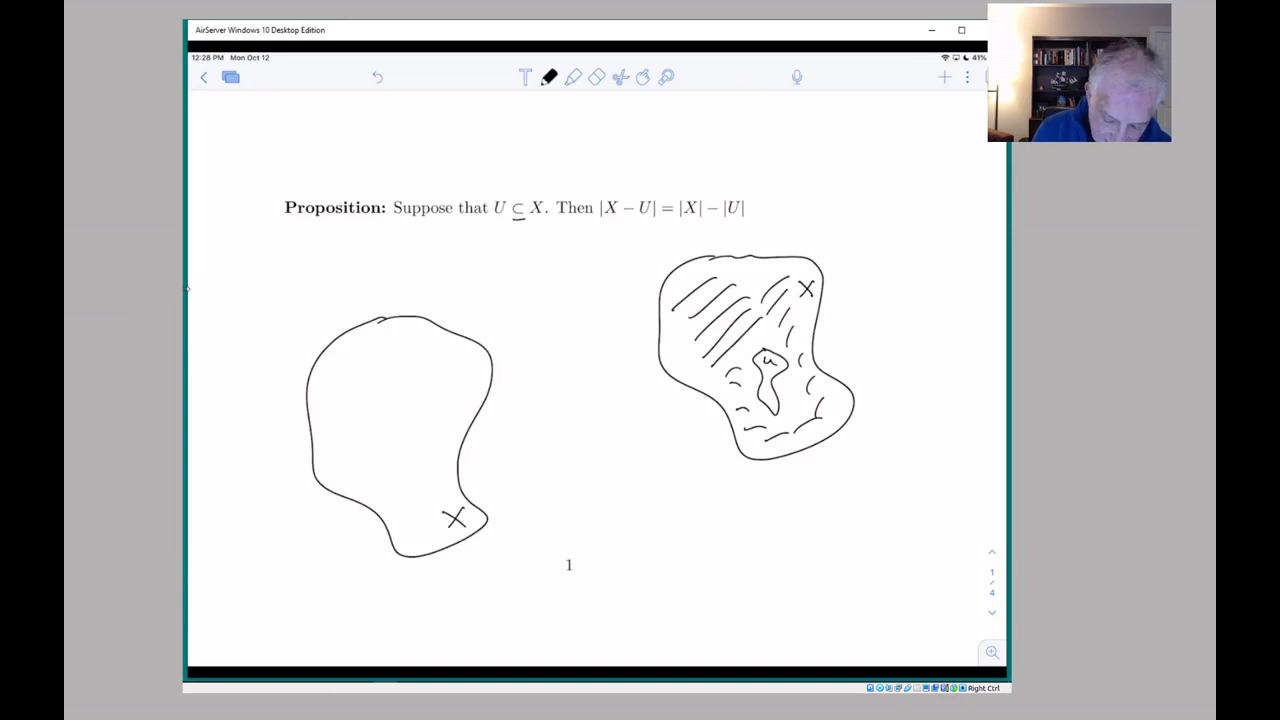 AirServer Windows 10 Desktop Edition
12:28 PM Mon Oct 12
41%
T
Proposition: Suppose that U ⊆ X. Then |X − U| = |X| − |U|
X
u
X
1
1
/
4
Right Ctrl